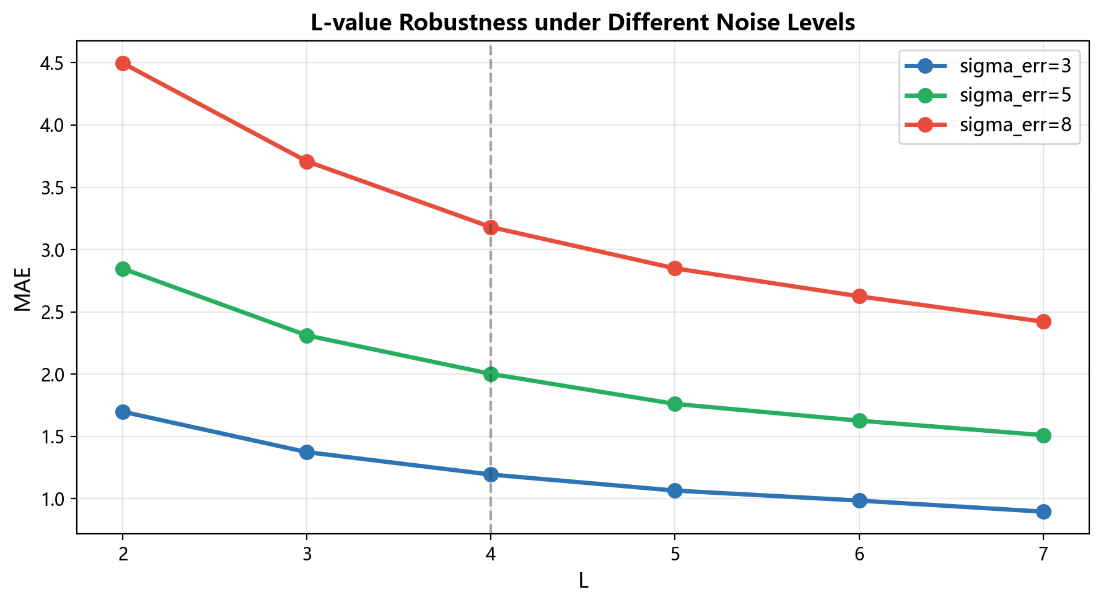 L-value Robustness under Different Noise Levels
sigma_err=3
sigma_err=5
sigma_err=8
MAE
4.5
4.0
3.5
3.0
2.5
2.0
1.5
1.0
2 3 4 5 6 7
L